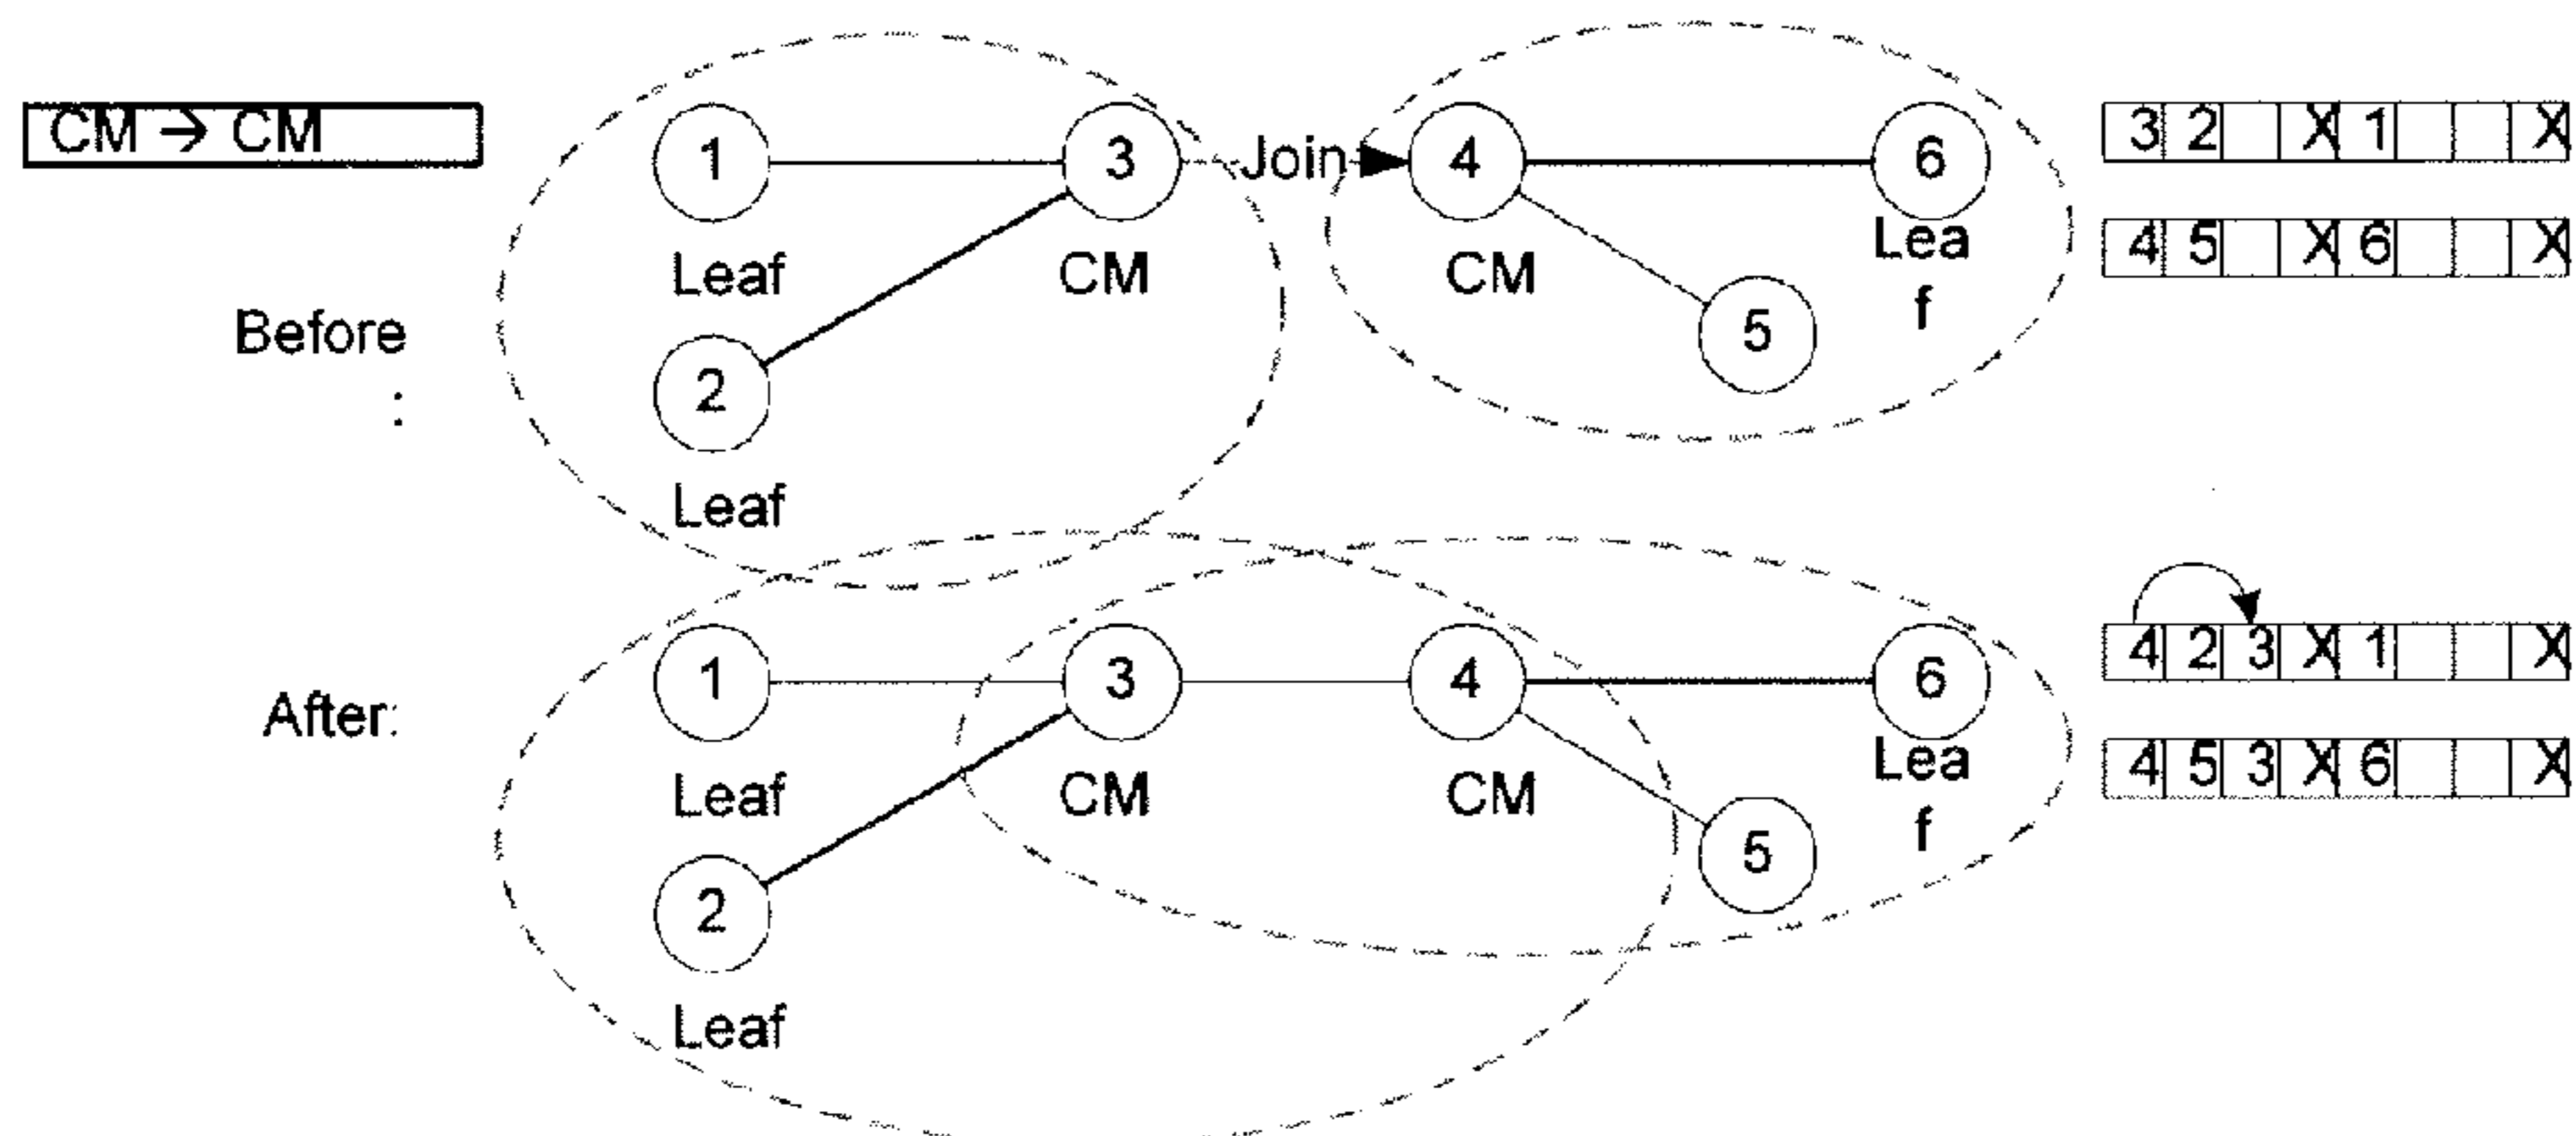 CM → CM
1 3 Join 4 6
3 2 X 1 X
Leaf CM CM Lea
f
4 5 X 6 X
Before
:
5
2
Leaf
1 3 4 6
4 2 3 X 1 X
After:
Leaf CM CM Lea
f
4 5 3 X 6 X
5
2
Leaf